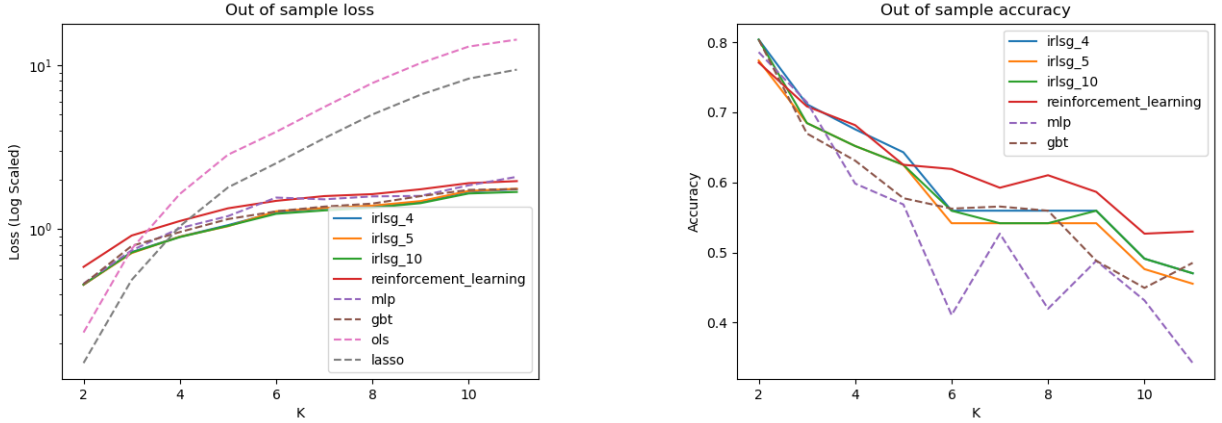 Out of sample loss
Loss (Log Scaled)
10^1
10^0
2
4
6
8
10
K
irlsg_4
irlsg_5
irlsg_10
reinforcement_learning
mlp
gbt
ols
lasso
Out of sample accuracy
Accuracy
0.8
0.7
0.6
0.5
0.4
2
4
6
8
10
K
irlsg_4
irlsg_5
irlsg_10
reinforcement_learning
mlp
gbt